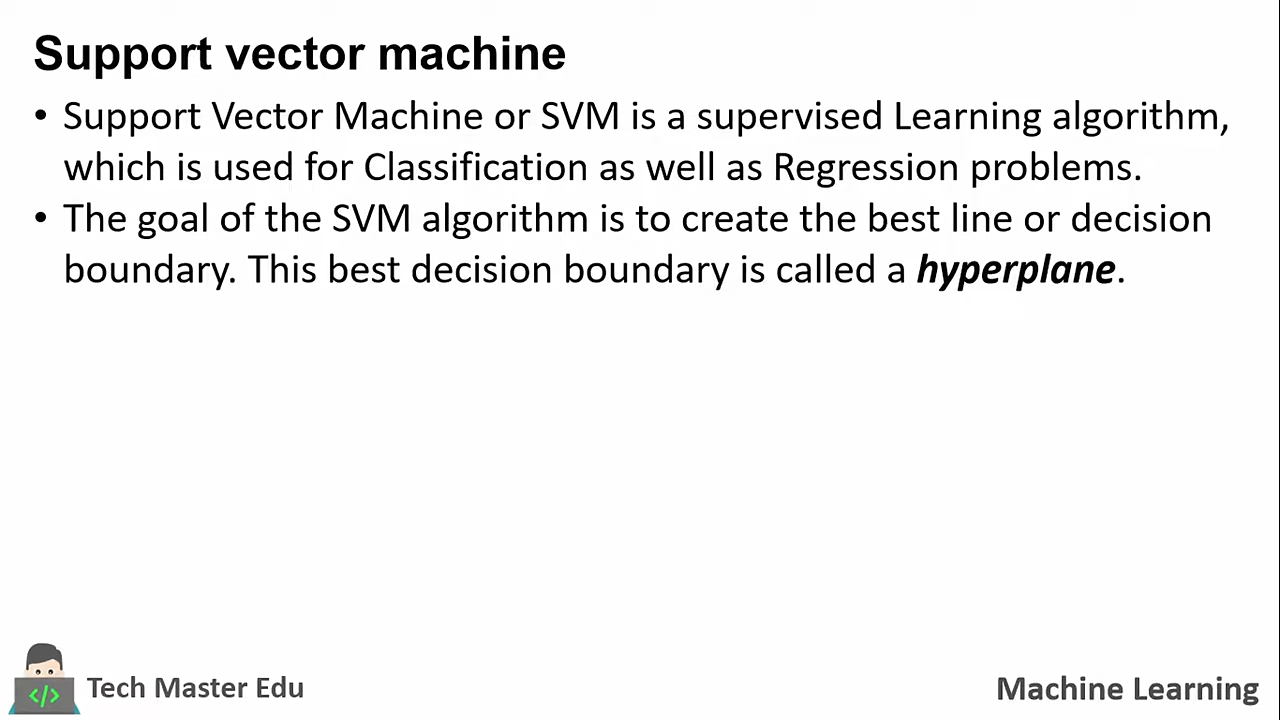 Support vector machine
• Support Vector Machine or SVM is a supervised Learning algorithm,
which is used for Classification as well as Regression problems.
• The goal of the SVM algorithm is to create the best line or decision
boundary. This best decision boundary is called a hyperplane.
</>
Tech Master Edu
Machine Learning